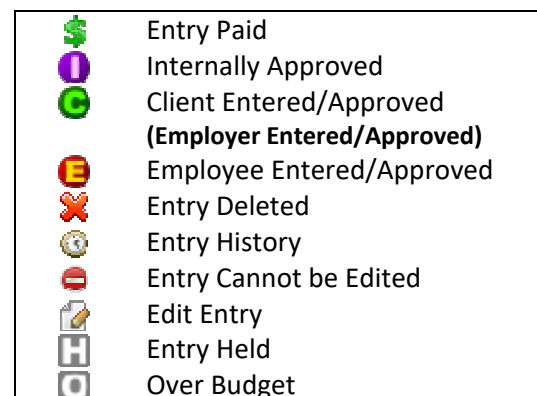 $ Entry Paid
I Internally Approved
C Client Entered/Approved
(Employer Entered/Approved)
E Employee Entered/Approved
Entry Deleted
Entry History
Entry Cannot be Edited
Edit Entry
H Entry Held
O Over Budget